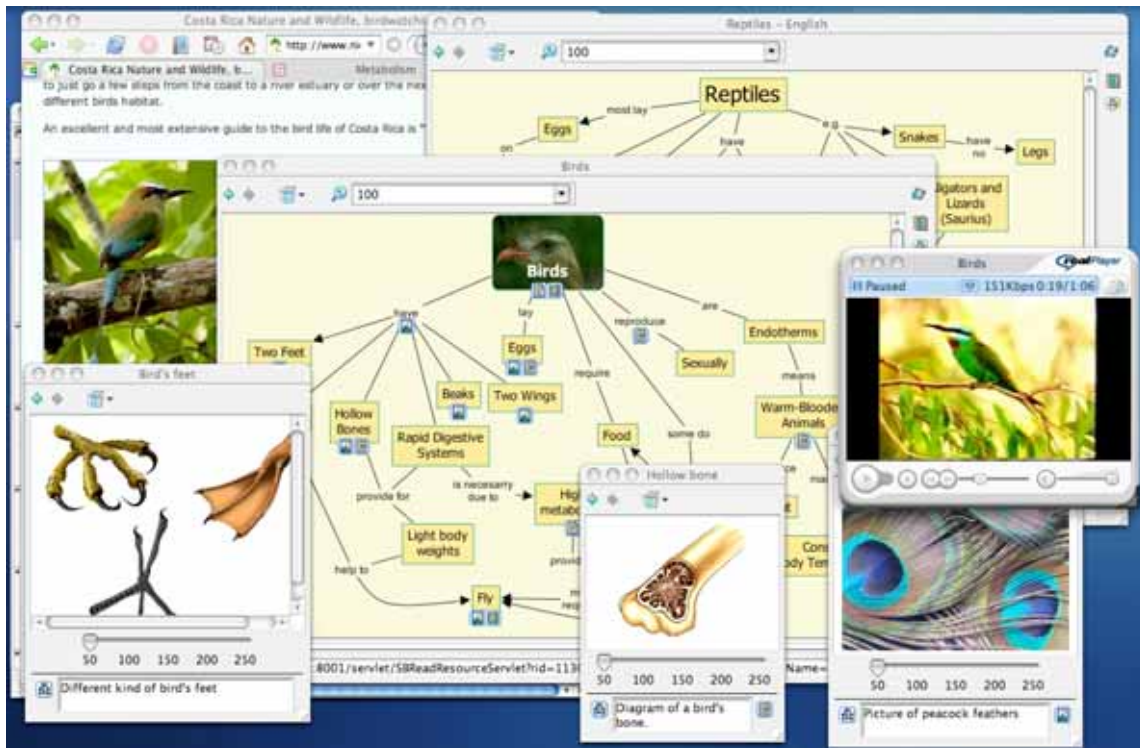 Costa Rica Nature and Wildlife, birdwatch
http://www.
Costa Rica Nature and Wildlife, b...
Metabolism
to just go a few steps from the coast to a river estuary or over the
different birds habitat.
An excellent and most extensive guide to the bird life of Costa Rica is
Reptiles - English
100
Reptiles
most lay
Eggs
on
have
e.g.
Snakes
have
no
Legs
Lizards
(Saurius)
Birds
100
Birds
have
lay
Eggs
reproduce
Sexually
are
Endotherms
means
Animals
require
some do
Food
Two Feet
Hollow
Bones
Beaks
Two Wings
Rapid Digestive
Systems
provide for
is necesarry
due to
Light body
weights
help to
Fly
:8001/servlet/SBReadResourceServlet?rid=113
Name=
Bird's feet
50 100 150 200 250
Different kind of bird's feet
Hollow bone
50 100 150 200 250
Diagram of a bird's
bone.
Birds
realPlayer
Paused
151Kbps 0:19/1:06
50 100 150 200 250
Picture of peacock feathers